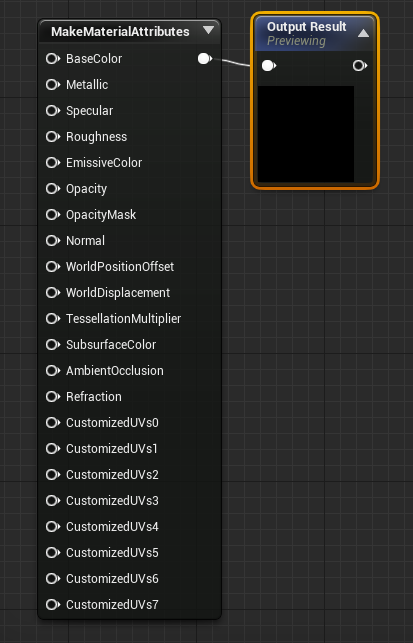 MakeMaterialAttributes
BaseColor
Metallic
Specular
Roughness
EmissiveColor
Opacity
OpacityMask
Normal
WorldPositionOffset
WorldDisplacement
TessellationMultiplier
SubsurfaceColor
AmbientOcclusion
Refraction
CustomizedUVs0
CustomizedUVs1
CustomizedUVs2
CustomizedUVs3
CustomizedUVs4
CustomizedUVs5
CustomizedUVs6
CustomizedUVs7
Output Result
Previewing